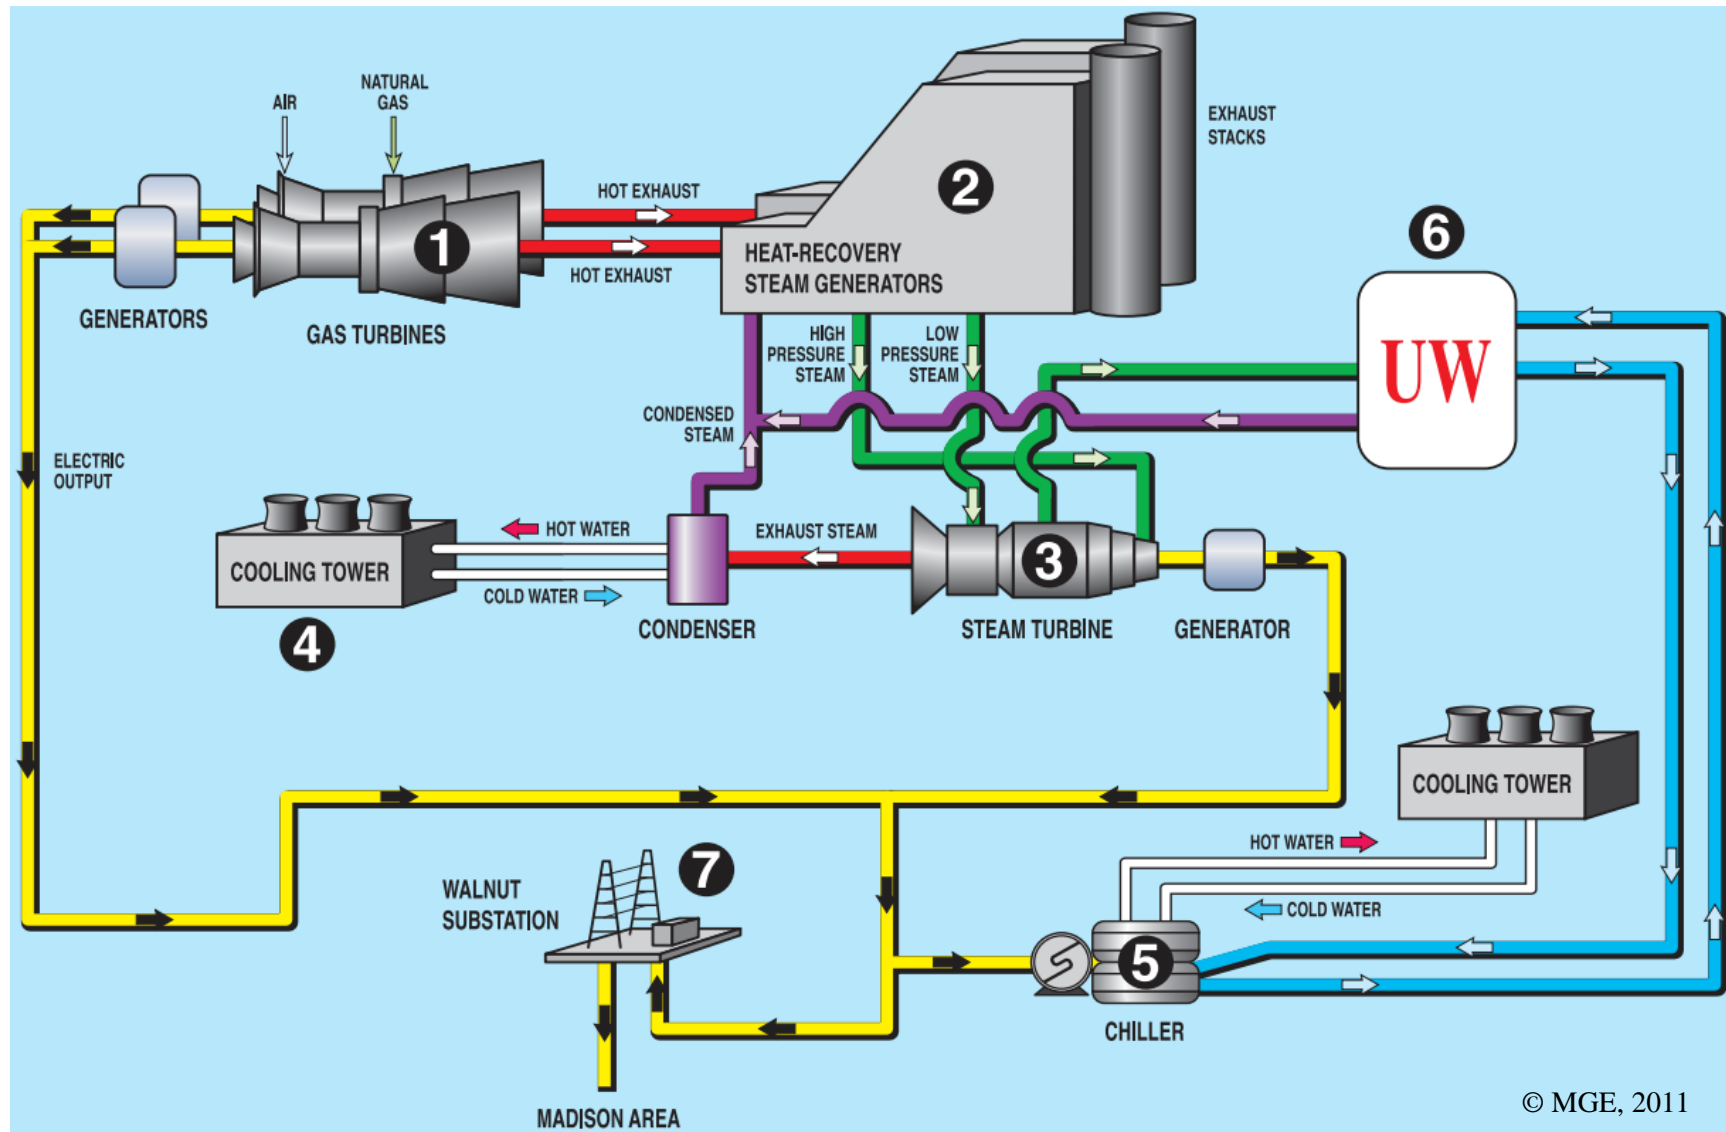 NATURAL
GAS
AIR
EXHAUST
STACKS
HOT EXHAUST
2
1
6
HEAT-RECOVERY
STEAM GENERATORS
HOT EXHAUST
GENERATORS
GAS TURBINES
HIGH
PRESSURE
STEAM
LOW
PRESSURE
STEAM
UW
CONDENSED
STEAM
ELECTRIC
OUTPUT
HOT WATER
EXHAUST STEAM
COOLING TOWER
3
COLD WATER
CONDENSER
STEAM TURBINE
GENERATOR
4
COOLING TOWER
HOT WATER
7
WALNUT
SUBSTATION
COLD WATER
5
CHILLER
MADISON AREA
© MGE, 2011